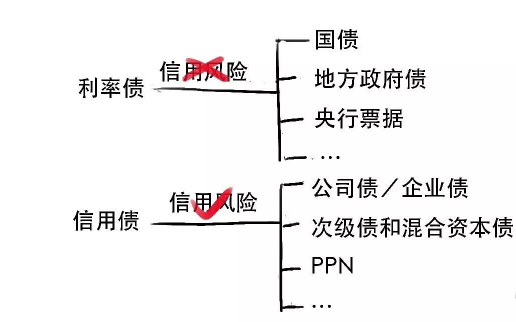 国债
信用风险
利率债
地方政府债
央行票据
...
公司债/企业债
信用风险
信用债
次级债和混合资本债
PPN
...